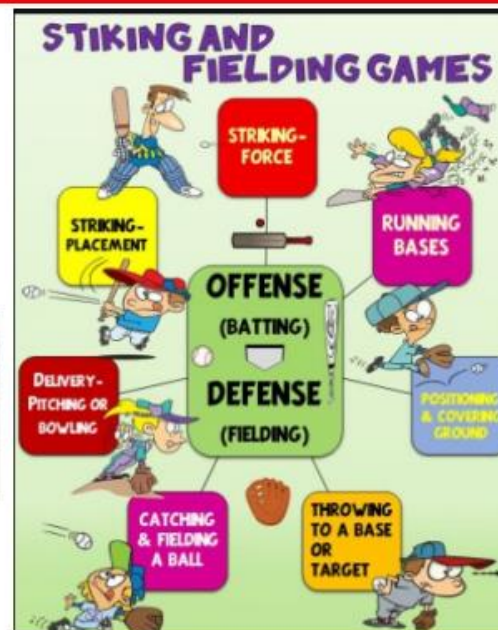 STIKING AND
FIELDING GAMES
STRIKING-
FORCE
STRIKING-
PLACEMENT
RUNNING
BASES
OFFENSE
(BATTING)
DEFENSE
(FIELDING)
DELIVERY-
PITCHING OR
BOWLING
POSITIONING
& COVERING
GROUND
CATCHING
& FIELDING
A BALL
THROWING
TO A BASE
OR
TARGET